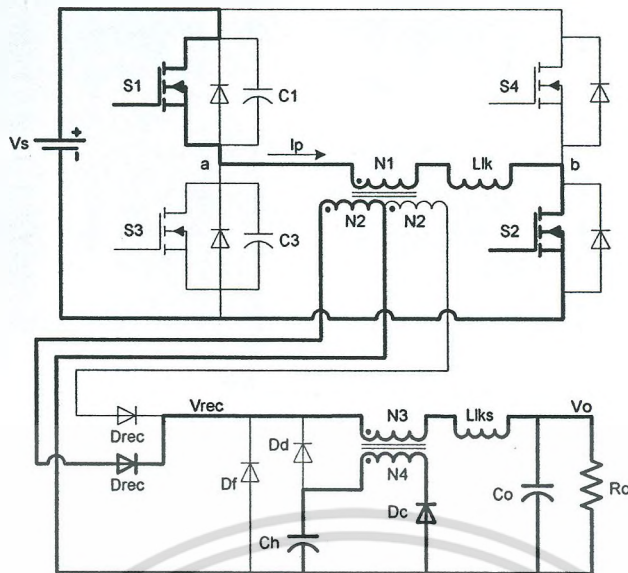 S1
C1
S4
Vs
+
-
a
Ip
N1
Llk
b
S3
C3
N2
N2
S2
Vrec
N3
Llks
Vo
Drec
Drec
Df
Dd
N4
Dc
Ch
Co
Ro